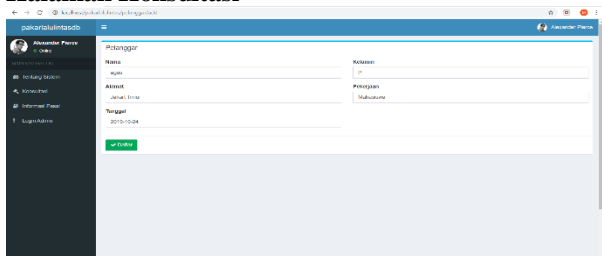 pakarlalulintasdb
Alexander Pierce
Alexander Pierce
Online
Tentang Sistem
Konsultasi
Informasi Pasal
Login Admin
Pelanggar
Nama
Kelamin
P
Alamat
Pekerjaan
Mahasiswa
Tanggal
2019-10-24
Daftar